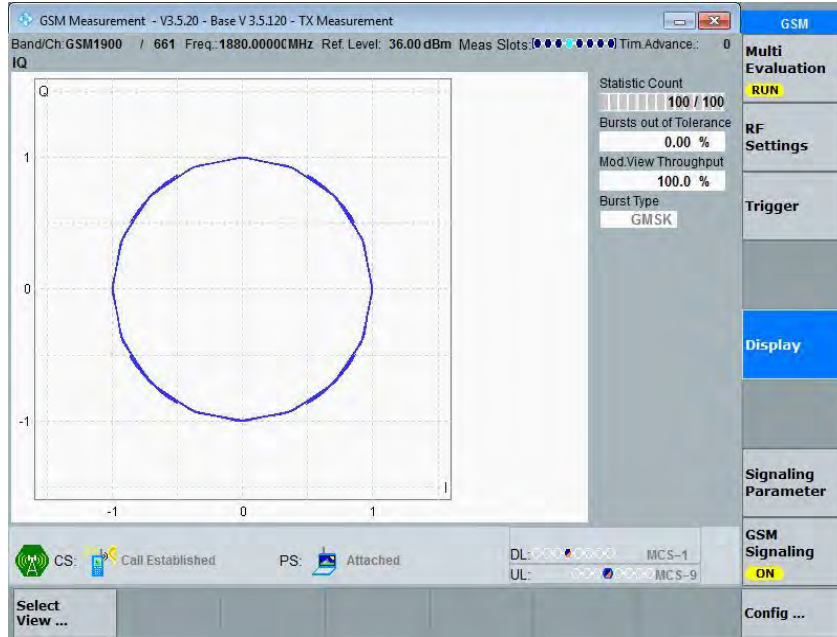 GSM Measurement - V3.5.20 - Base V 3.5.120 - TX Measurement
GSM
Band/Ch:GSM1900 / 661 Freq.:1880.00000MHz Ref. Level: 36.00 dBm Meas Slots: Tim.Advance.: 0
IQ
Multi
Evaluation
RUN
Q
1
0
-1
I
-1 0 1
Statistic Count
100 / 100
Bursts out of Tolerance
0.00 %
Mod.View Throughput
100.0 %
Burst Type
GMSK
RF
Settings
Trigger
Display
Signaling
Parameter
GSM
Signaling
ON
CS: Call Established PS: Attached DL: MCS-1
UL: MCS-9
Select
View ...
Config ...